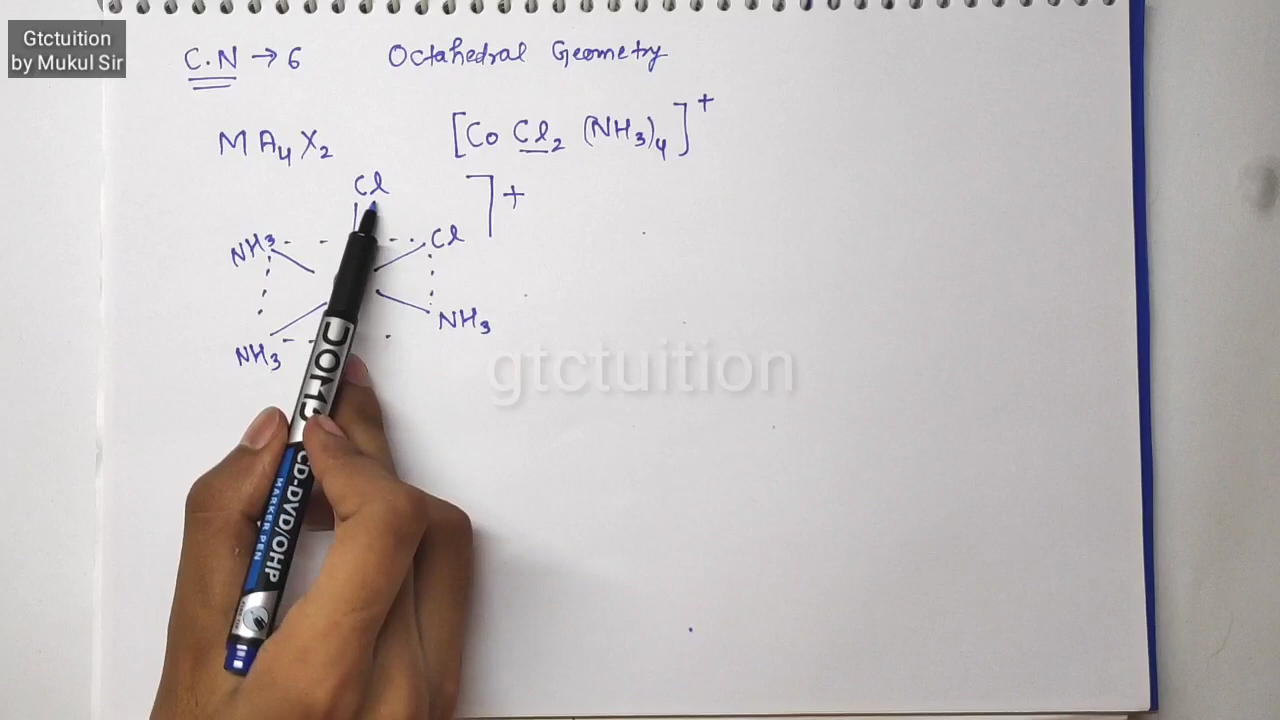 Gtctuition
by Mukul Sir
C.N → 6 Octahedral Geometry
MA₄X₂ [Co Cl₂ (NH₃)₄]⁺
Cl ]⁺
NH₃ Cl
NH₃
NH₃
gtctuition
DOMS CD-DVD/OHP
MARKER PEN